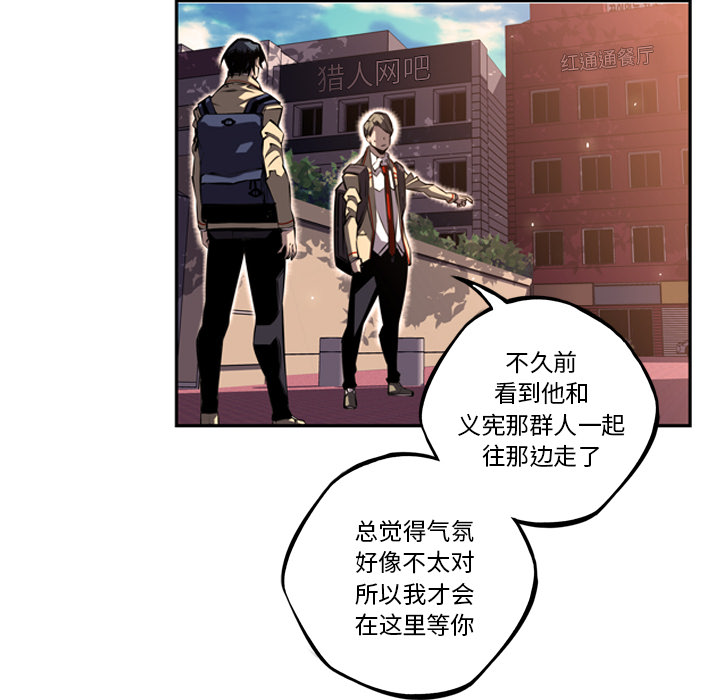 猎人网吧
红通通餐厅
不久前
看到他和
义宪那群人一起
往那边走了
总觉得气氛
好像不太对
所以我才会
在这里等你